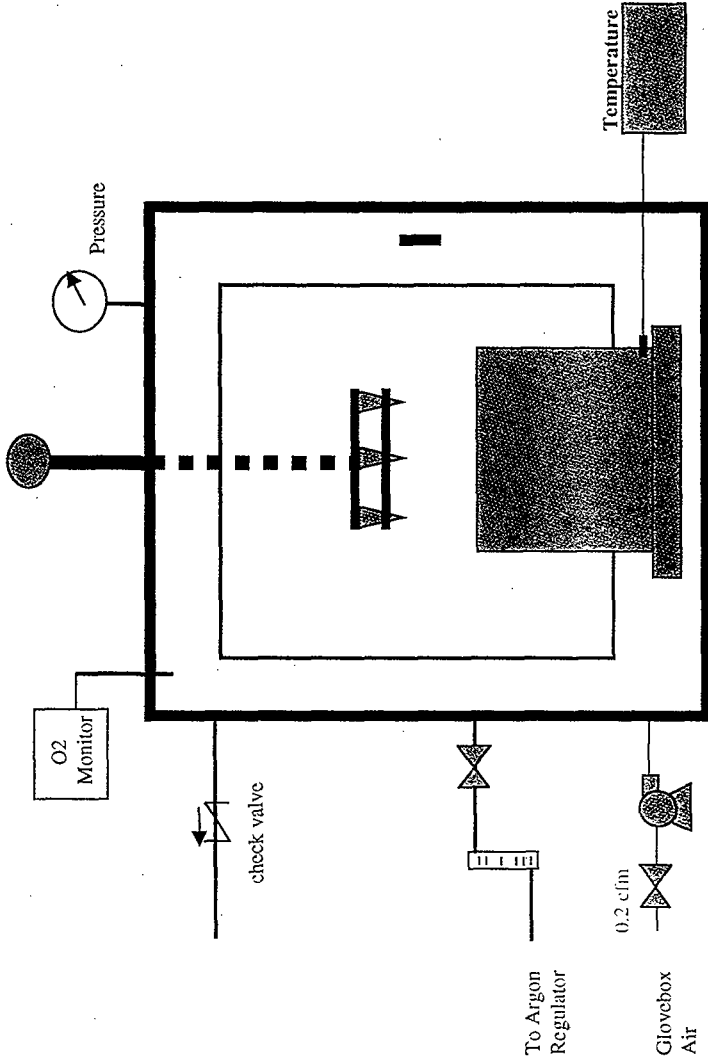 Pressure
O2
Monitor
check valve
Temperature
To Argon
Regulator
0.2 cfm
Glovebox
Air